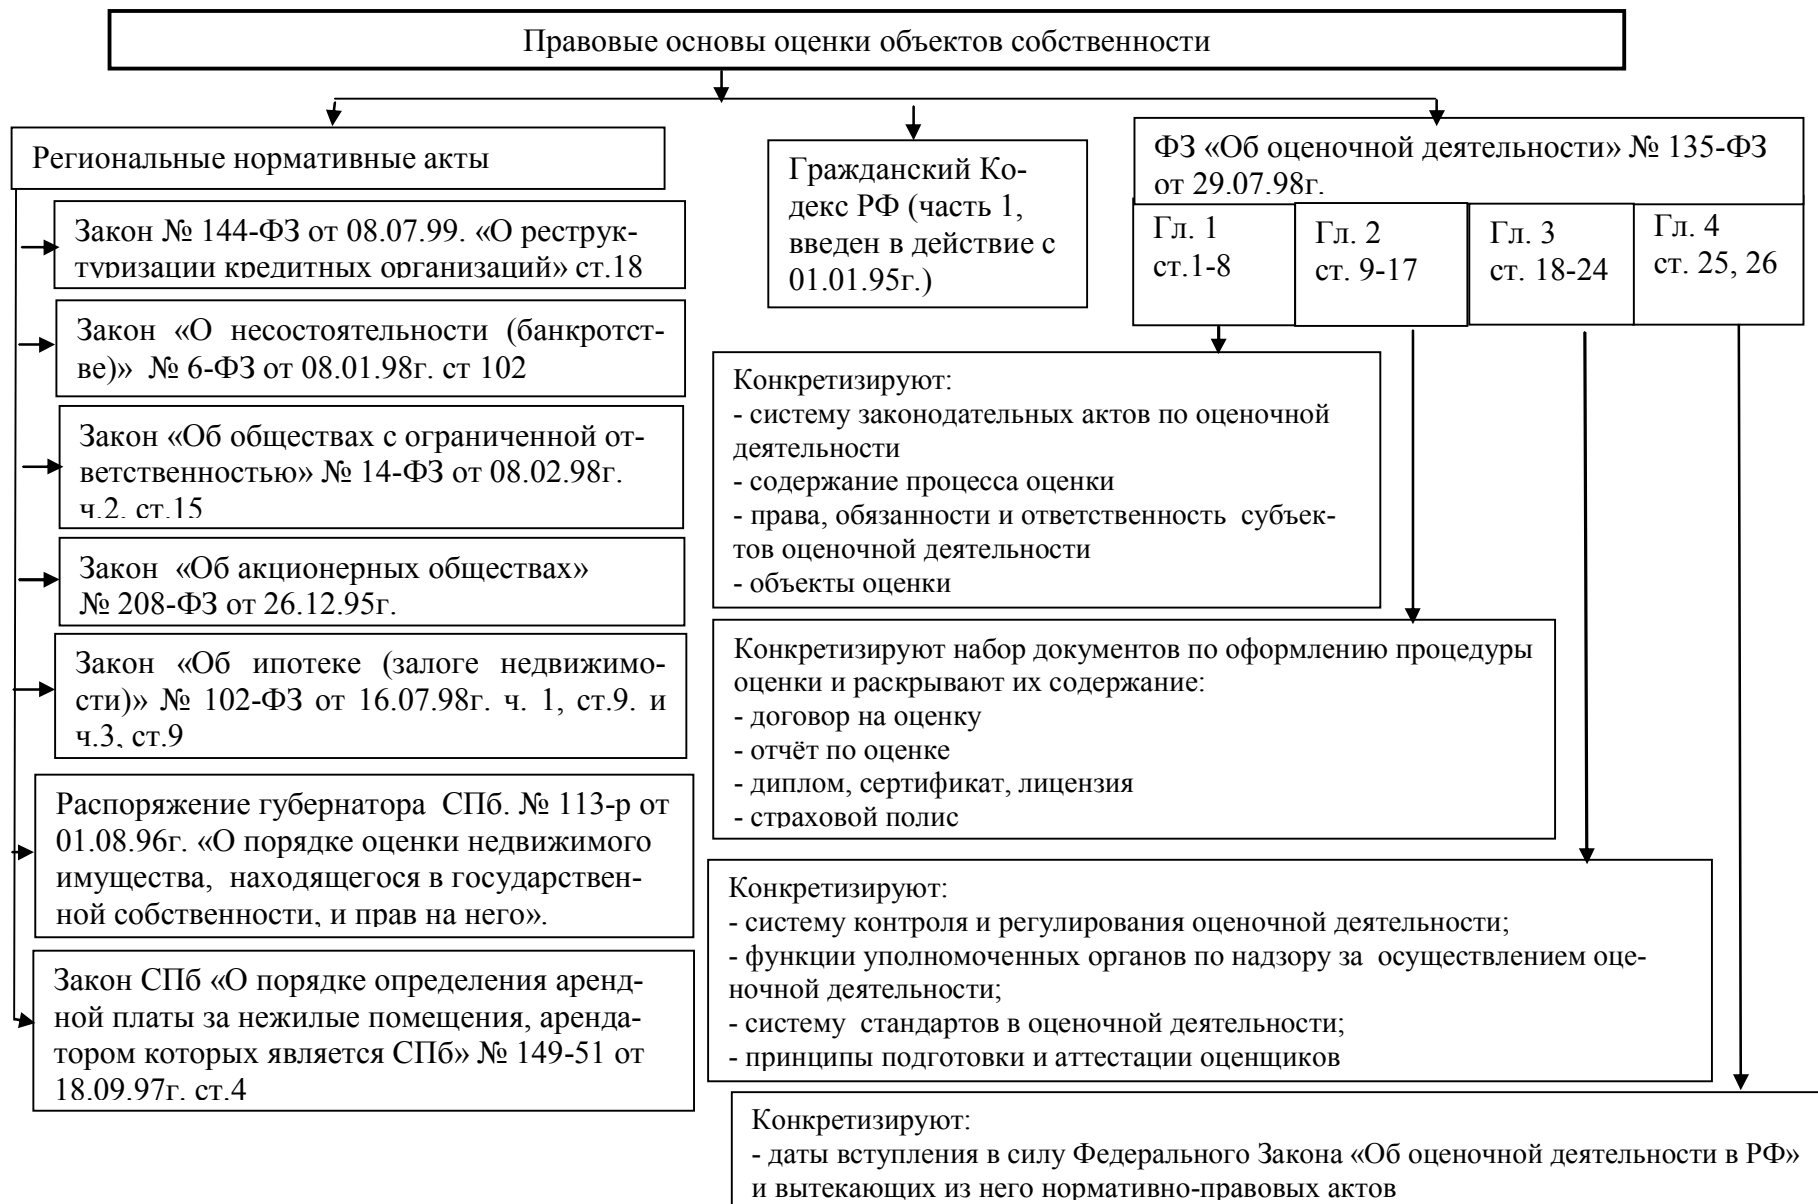 Правовые основы оценки объектов собственности
Региональные нормативные акты
Закон № 144-ФЗ от 08.07.99. «О реструк-
туризации кредитных организаций» ст.18
Закон «О несостоятельности (банкротст-
ве)» № 6-ФЗ от 08.01.98г. ст 102
Закон «Об обществах с ограниченной от-
ветственностью» № 14-ФЗ от 08.02.98г.
ч.2, ст.15
Закон «Об акционерных обществах»
№ 208-ФЗ от 26.12.95г.
Закон «Об ипотеке (залоге недвижимо-
сти)» № 102-ФЗ от 16.07.98г. ч. 1, ст.9. и
ч.3, ст.9
Распоряжение губернатора СПб. № 113-р от
01.08.96г. «О порядке оценки недвижимого
имущества, находящегося в государствен-
ной собственности, и прав на него».
Закон СПб «О порядке определения аренд-
ной платы за нежилые помещения, аренда-
тором которых является СПб» № 149-51 от
18.09.97г. ст.4
Гражданский Ко-
декс РФ (часть 1,
введен в действие с
01.01.95г.)
ФЗ «Об оценочной деятельности» № 135-ФЗ
от 29.07.98г.
Гл. 1
ст.1-8
Гл. 2
ст. 9-17
Гл. 3
ст. 18-24
Гл. 4
ст. 25, 26
Конкретизируют:
- систему законодательных актов по оценочной
деятельности
- содержание процесса оценки
- права, обязанности и ответственность субъек-
тов оценочной деятельности
- объекты оценки
Конкретизируют набор документов по оформлению процедуры
оценки и раскрывают их содержание:
- договор на оценку
- отчёт по оценке
- диплом, сертификат, лицензия
- страховой полис
Конкретизируют:
- систему контроля и регулирования оценочной деятельности;
- функции уполномоченных органов по надзору за осуществлением оце-
ночной деятельности;
- систему стандартов в оценочной деятельности;
- принципы подготовки и аттестации оценщиков
Конкретизируют:
- даты вступления в силу Федерального Закона «Об оценочной деятельности в РФ»
и вытекающих из него нормативно-правовых актов